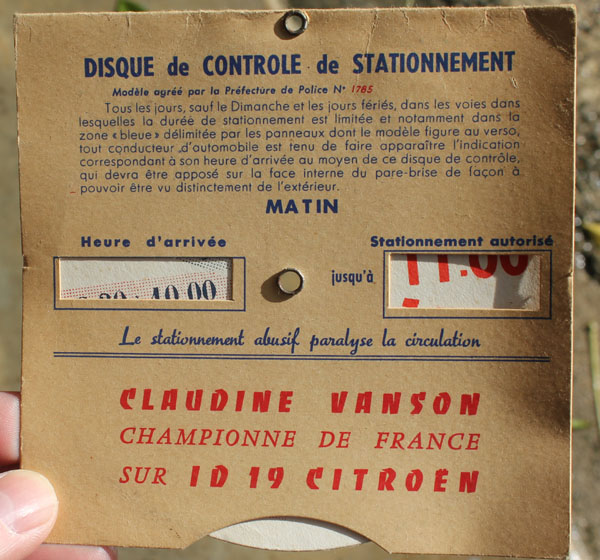 DISQUE de CONTROLE de STATIONNEMENT
Modèle agréé par la Préfecture de Police N° 1785
Tous les jours, sauf le Dimanche et les jours fériés, dans les voies dans
lesquelles la durée de stationnement est limitée et notamment dans la
zone « bleue » délimitée par les panneaux dont le modèle figure au verso,
tout conducteur d'automobile est tenu de faire apparaître l'indication
correspondant à son heure d'arrivée au moyen de ce disque de contrôle,
qui devra être apposé sur la face interne du pare-brise de façon à
pouvoir être vu distinctement de l'extérieur.
MATIN
Heure d'arrivée
Stationnement autorisé
10.00
jusqu'à
11.00
Le stationnement abusif paralyse la circulation
CLAUDINE VANSON
CHAMPIONNE DE FRANCE
SUR ID 19 CITROËN